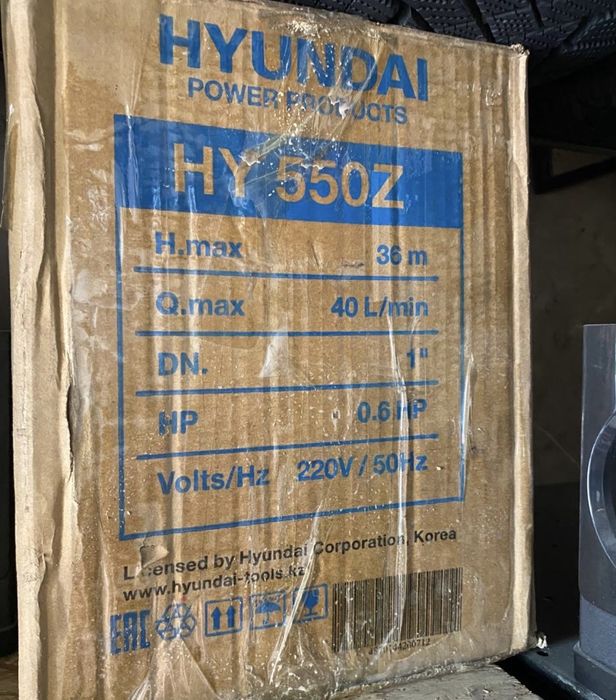 HYUNDAI
POWER PRODUCTS
HY 550Z
H.max 36 m
Q.max 40 L/min
DN. 1"
HP 0.6 HP
Volts/Hz 220V / 50Hz
Licensed by Hyundai Corporation, Korea
www.hyundai-tools.kz
EAC